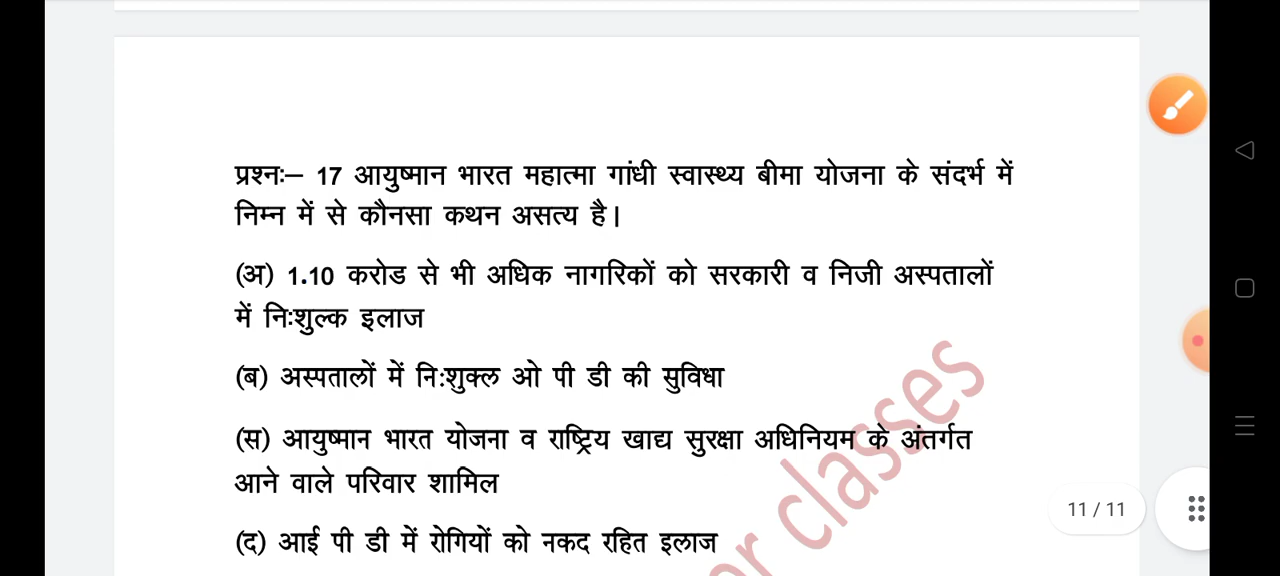 प्रश्नः– 17 आयुष्मान भारत महात्मा गांधी स्वास्थ्य बीमा योजना के संदर्भ में
निम्न में से कौनसा कथन असत्य है।
(अ) 1.10 करोड से भी अधिक नागरिकों को सरकारी व निजी अस्पतालों
में निःशुल्क इलाज
(ब) अस्पतालों में नि:शुक्ल ओ पी डी की सुविधा
(स) आयुष्मान भारत योजना व राष्ट्रिय खाद्य सुरक्षा अधिनियम के अंतर्गत
आने वाले परिवार शामिल
(द) आई पी डी में रोगियों को नकद रहित इलाज
classes
11 / 11